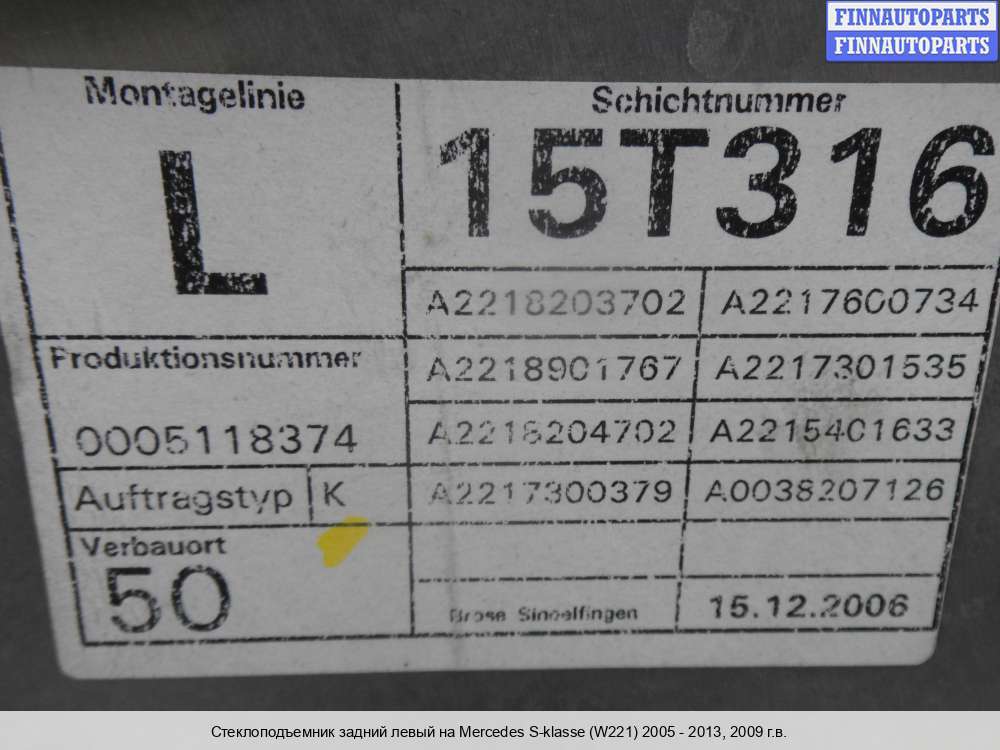 FINNAUTOPARTS
FINNAUTOPARTS
Montagelinie
L
Schichtnummer
15T316
A2218203702 A2217600734
Produktionsnummer
0005118374
A2218901767 A2217301535
A2218204702 A2215401633
Auftragstyp K
A2217300379 A0038207126
Verbauort
50
Brose Sindelfingen 15.12.2006
Стеклоподъемник задний левый на Mercedes S-klasse (W221) 2005 - 2013, 2009 г.в.